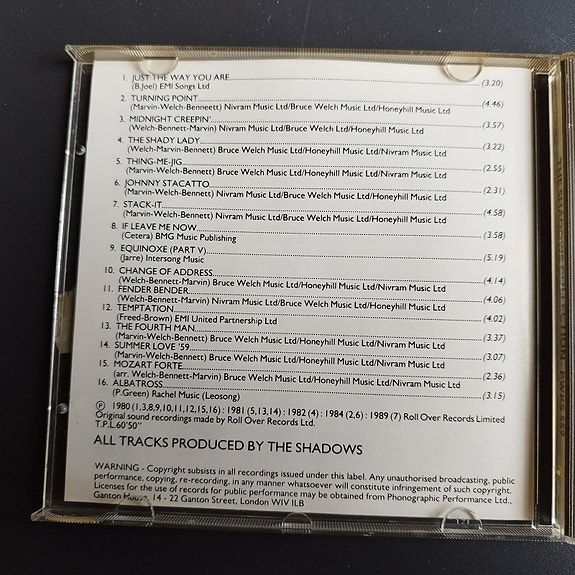 1. JUST THE WAY YOU ARE (3.20)
(B.Joel) EMI Songs Ltd
2. TURNING POINT (4.46)
(Marvin-Welch-Bennett) Nivram Music Ltd/Bruce Welch Music Ltd/Honeyhill Music Ltd
3. MIDNIGHT CREEPIN' (3.57)
(Welch-Bennett-Marvin) Nivram Music Ltd/Bruce Welch Music Ltd/Honeyhill Music Ltd
4. THE SHADY LADY (3.22)
(Welch-Marvin-Bennett) Bruce Welch Music Ltd/Honeyhill Music Ltd/Nivram Music Ltd
5. THING-ME-JIG (2.55)
(Marvin-Welch-Bennett) Bruce Welch Music Ltd/Honeyhill Music Ltd/Nivram Music Ltd
6. JOHNNY STACATTO (2.31)
(Marvin-Welch-Bennett) Nivram Music Ltd/Bruce Welch Music Ltd/Honeyhill Music Ltd
7. STACK-IT (4.58)
(Marvin-Welch-Bennett) Nivram Music Ltd/Bruce Welch Music Ltd/Honeyhill Music Ltd
8. IF LEAVE ME NOW (3.58)
(Cetera) BMG Music Publishing
9. EQUINOXE (PART V) (5.19)
(Jarre) Intersong Music
10. CHANGE OF ADDRESS (4.14)
(Welch-Bennett-Marvin) Bruce Welch Music Ltd/Honeyhill Music Ltd/Nivram Music Ltd
11. FENDER BENDER (4.06)
(Welch-Bennett-Marvin) Nivram Music Ltd/Bruce Welch Music Ltd/Honeyhill Music Ltd
12. TEMPTATION (4.02)
(Freed-Brown) EMI United Partnership Ltd
13. THE FOURTH MAN (3.37)
(Marvin-Welch-Bennett) Bruce Welch Music Ltd/Honeyhill Music Ltd/Nivram Music Ltd
14. SUMMER LOVE '59 (3.07)
(Marvin-Welch-Bennett) Bruce Welch Music Ltd/Honeyhill Music Ltd/Nivram Music Ltd
15. MOZART FORTE (2.36)
(arr. Welch-Bennett-Marvin) Bruce Welch Music Ltd/Honeyhill Music Ltd/Nivram Music Ltd
16. ALBATROSS (3.15)
(P.Green) Rachel Music (Leosong)
Ⓟ 1980 (1,3,8,9,10,11,12,15,16) : 1981 (5,13,14) : 1982 (4) : 1984 (2,6) : 1989 (7) Roll Over Records Limited
Original sound recordings made by Roll Over Records Ltd.
T.P.L.60'50"
ALL TRACKS PRODUCED BY THE SHADOWS
WARNING - Copyright subsists in all recordings issued under this label. Any unauthorised broadcasting, public
performance, copying, re-recording, in any manner whatsoever will constitute infringement of such copyright.
Licenses for the use of records for public performance may be obtained from Phonographic Performance Ltd.,
Ganton House, 14 - 22 Ganton Street, London WIV ILB